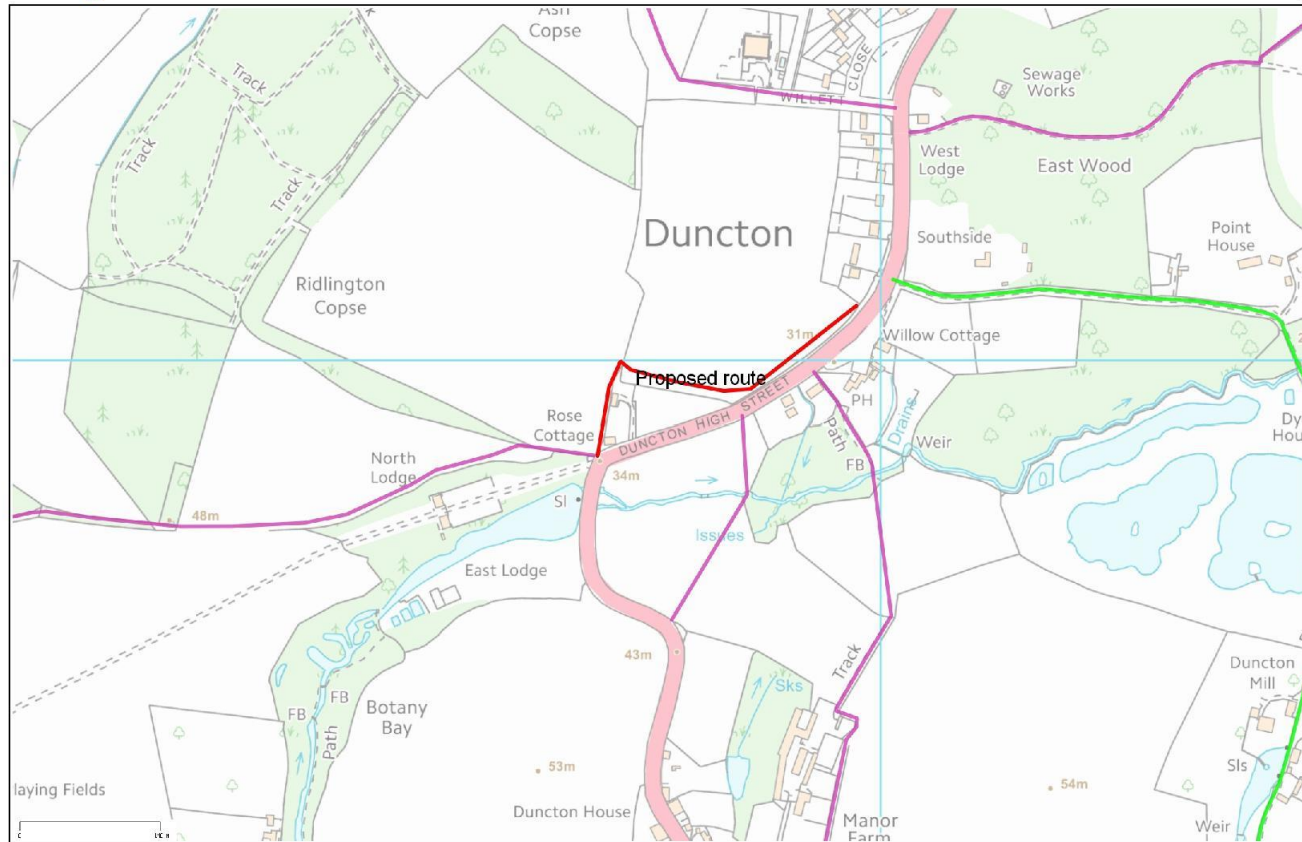 Ash
Copse
Track
CLOSE
WILLETT
Sewage
Works
West
Lodge
East Wood
Track
Track
Duncton
Southside
Point
House
Ridlington
Copse
31m
Willow Cottage
Proposed route
DUNCTON HIGH STREET
PH
Rose
Cottage
Path
Drains
Weir
FB
Dy
Hou
North
Lodge
34m
SI
48m
Issues
East Lodge
43m
Track
Duncton
Mill
Sks
FB
FB
Path
Botany
Bay
53m
54m
Sls
laying Fields
Duncton House
Manor
Farm
Weir